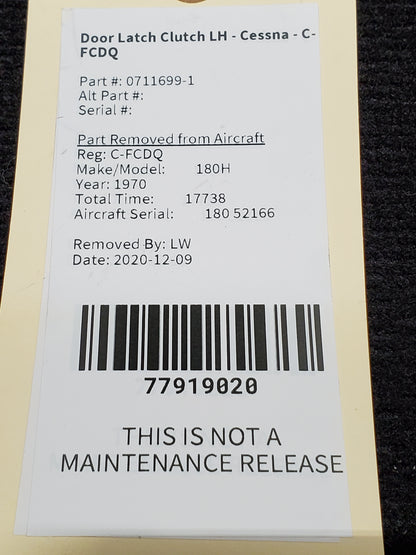 Door Latch Clutch LH - Cessna - C-
FCDQ
Part #: 0711699-1
Alt Part #:
Serial #:
Part Removed from Aircraft
Reg: C-FCDQ
Make/Model: 180H
Year: 1970
Total Time: 17738
Aircraft Serial: 180 52166
Removed By: LW
Date: 2020-12-09
77919020
THIS IS NOT A
MAINTENANCE RELEASE